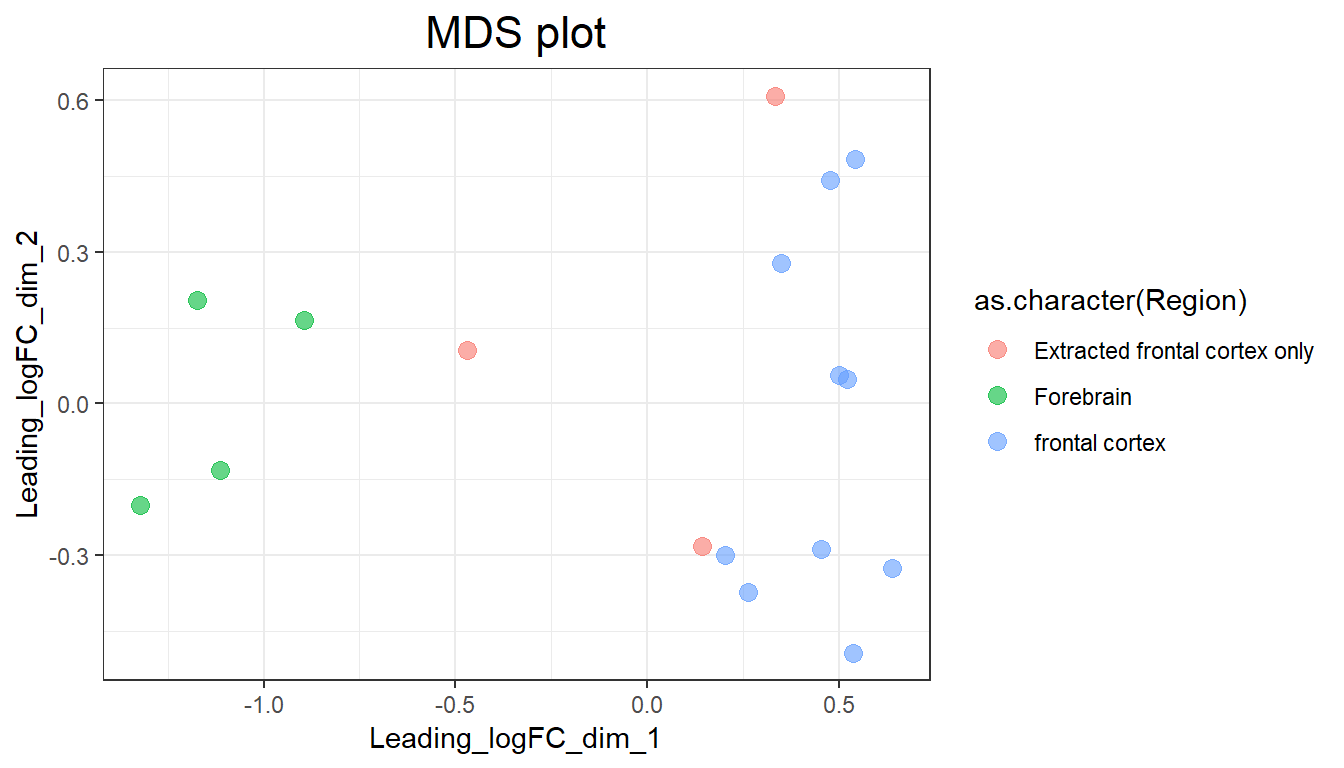 MDS plot
0.6
0.3
0.0
-0.3
Leading_logFC_dim_2
-1.0
-0.5
0.0
0.5
Leading_logFC_dim_1
as.character(Region)
Extracted frontal cortex only
Forebrain
frontal cortex